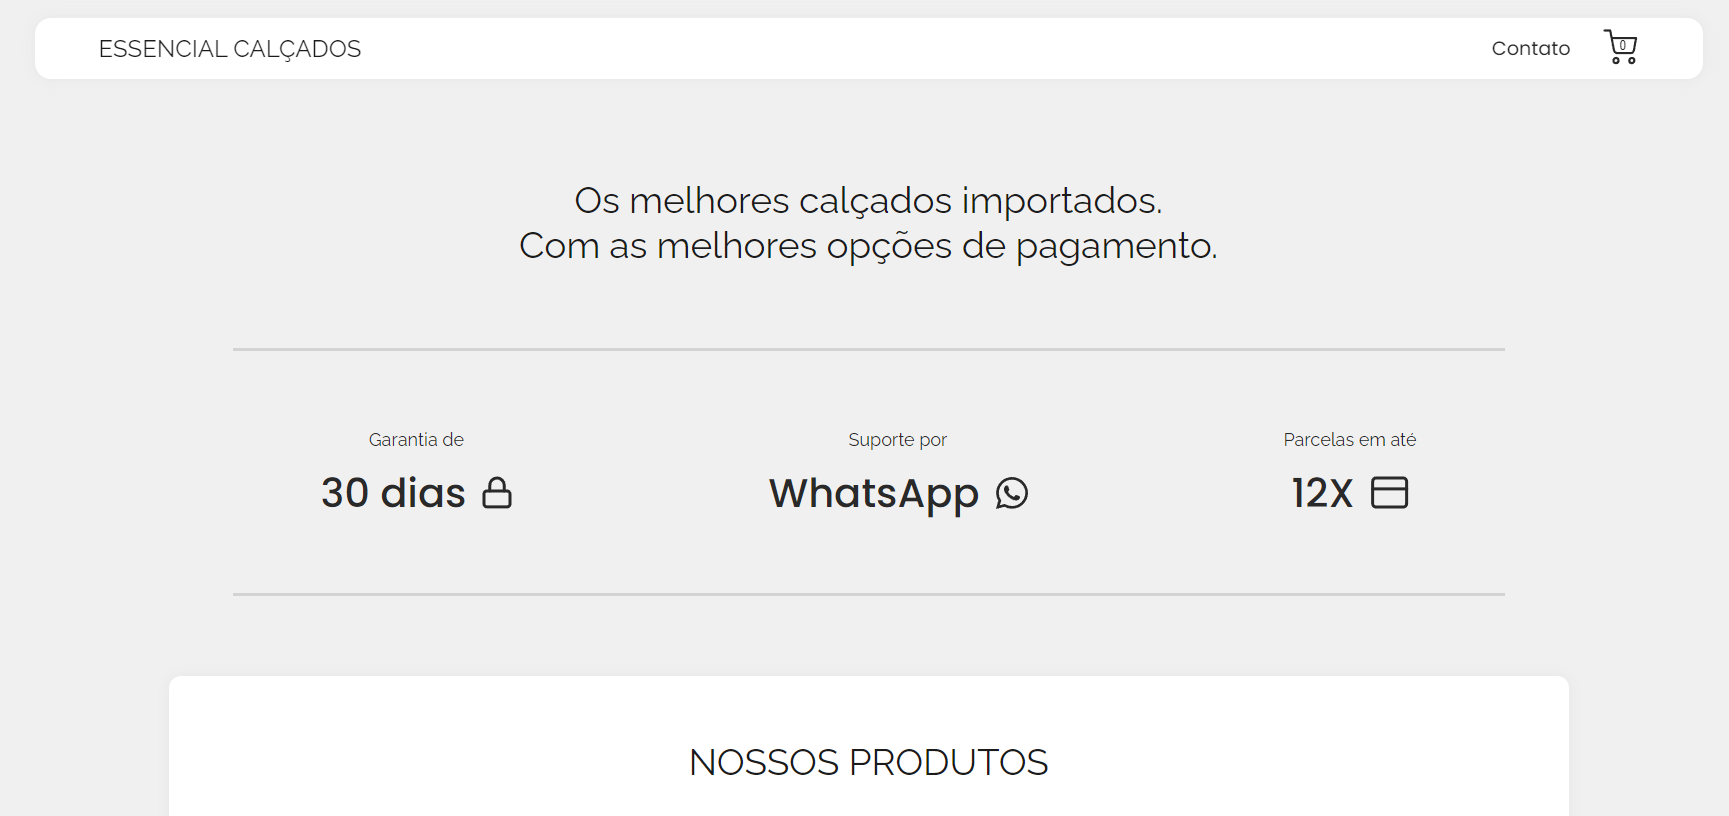 ESSENCIAL CALÇADOS
Contato
0
Os melhores calçados importados.
Com as melhores opções de pagamento.
Garantia de
30 dias
Suporte por
WhatsApp
Parcelas em até
12X
NOSSOS PRODUTOS